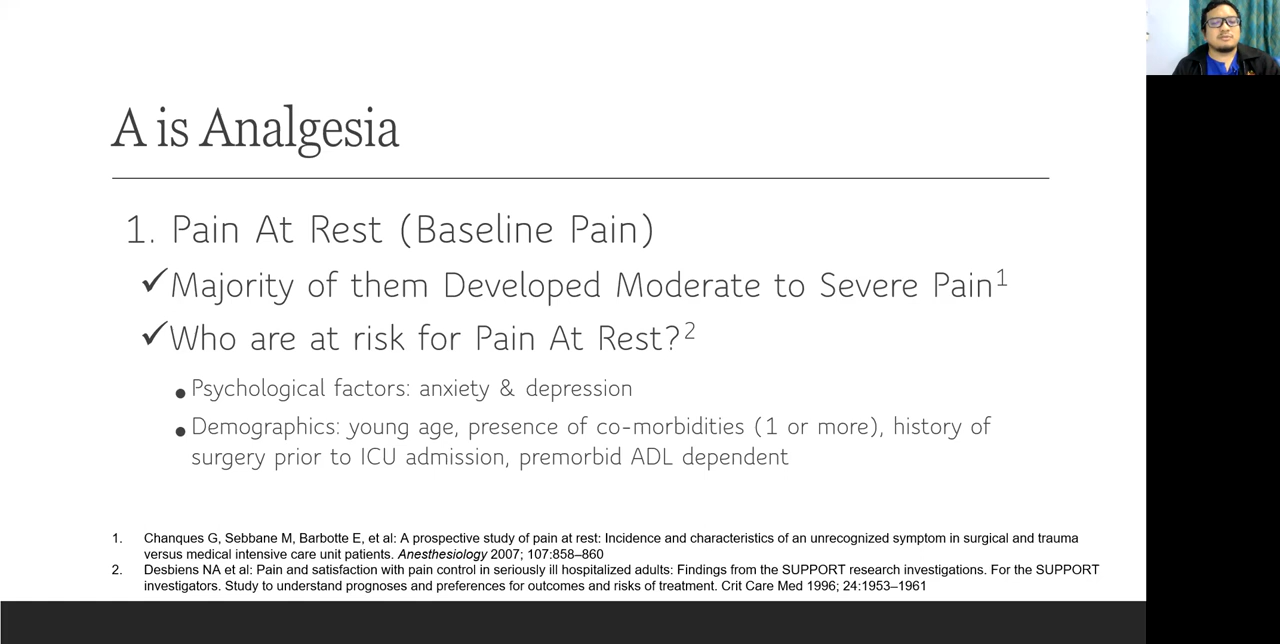 A is Analgesia
1. Pain At Rest (Baseline Pain)
✓Majority of them Developed Moderate to Severe Pain¹
✓Who are at risk for Pain At Rest?²
●Psychological factors: anxiety & depression
●Demographics: young age, presence of co-morbidities (1 or more), history of
surgery prior to ICU admission, premorbid ADL dependent
1. Chanques G, Sebbane M, Barbotte E, et al: A prospective study of pain at rest: Incidence and characteristics of an unrecognized symptom in surgical and trauma
versus medical intensive care unit patients. Anesthesiology 2007; 107:858–860
2. Desbiens NA et al: Pain and satisfaction with pain control in seriously ill hospitalized adults: Findings from the SUPPORT research investigations. For the SUPPORT
investigators. Study to understand prognoses and preferences for outcomes and risks of treatment. Crit Care Med 1996; 24:1953–1961